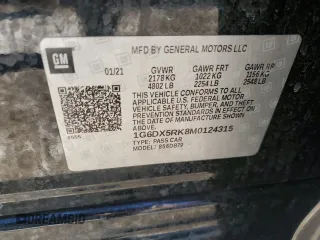 GM
MFD BY GENERAL MOTORS LLC
01/21
GVWR GAWR FRT GAWR RR
2178 KG 1022 KG 1156 KG
4802 LB 2254 LB 2548 LB
THIS VEHICLE CONFORMS TO ALL APPLICABLE
U.S. FEDERAL MOTOR
VEHICLE SAFETY, BUMPER, AND THEFT
PREVENTION STANDARDS IN EFFECT ON THE
DATE OF MANUFACTURE SHOWN ABOVE.
1G6DX5RK8M0124315
TYPE: PASS CAR